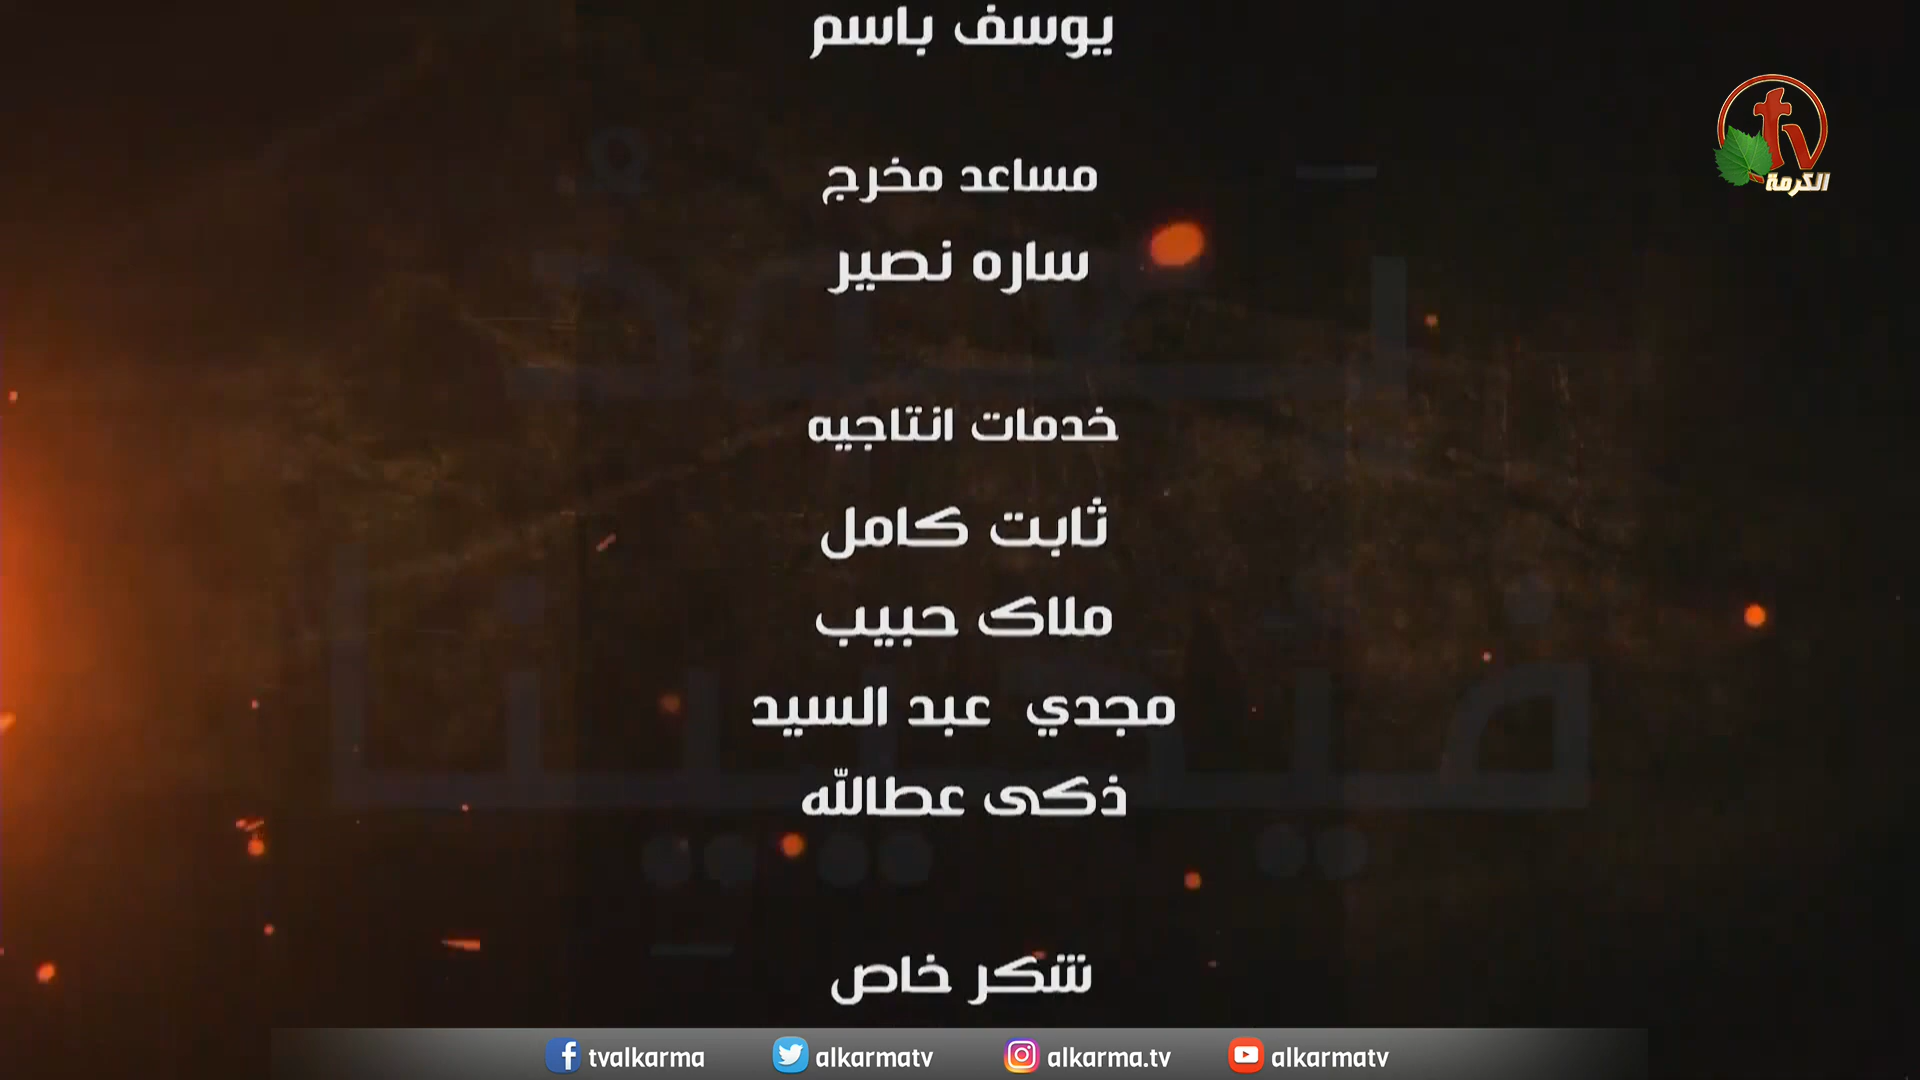 يوسف باسم
مساعد مخرج
ساره نصير
خدمات انتاجيه
ثابت كامل
ملاك حبيب
مجدي عبد السيد
ذكى عطالله
شكر خاص
tv
الكرمة
tvalkarma
alkarmatv
alkarma.tv
alkarmatv